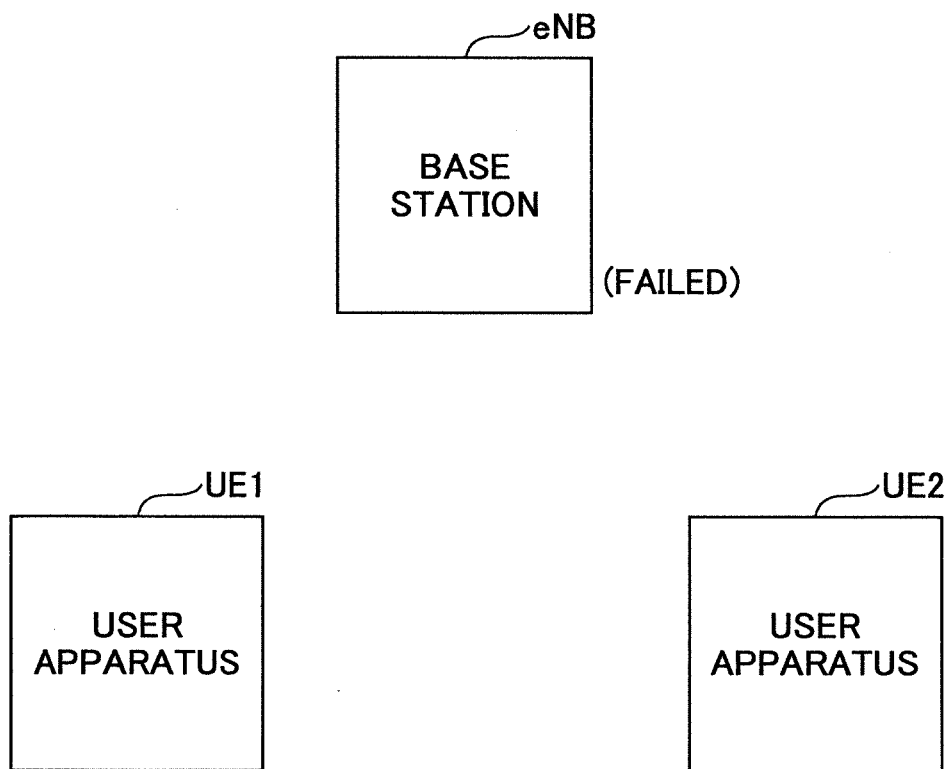 eNB
BASE
STATION
(FAILED)
UE1
UE2
USER
APPARATUS
USER
APPARATUS